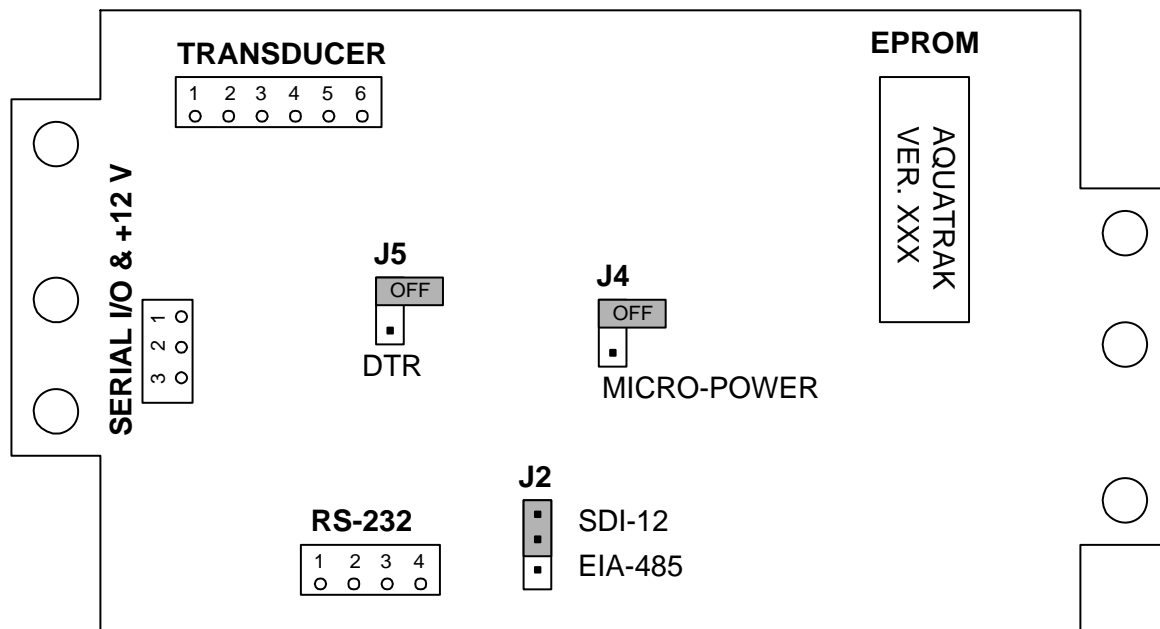 TRANSDUCER
1 2 3 4 5 6
EPROM
AQUATRAK
VER. XXX
SERIAL I/O & +12 V
1 2 3
J5
OFF
DTR
J4
OFF
MICRO-POWER
J2
SDI-12
EIA-485
RS-232
1 2 3 4